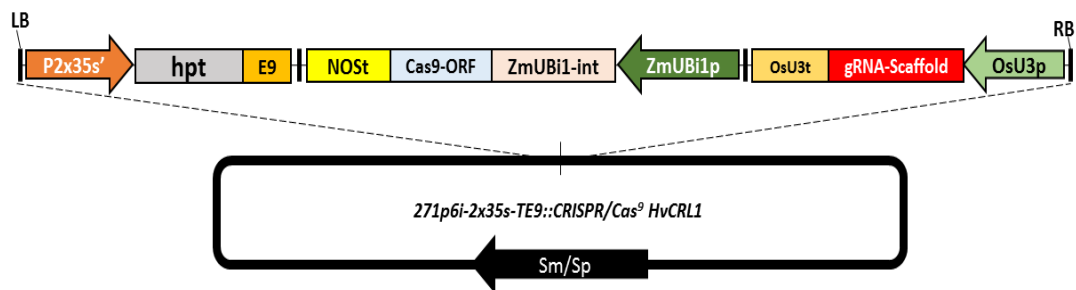 LB
RB
P2x35s' hpt E9 NOSt Cas9-ORF ZmUBi1-int ZmUBi1p OsU3t gRNA-Scaffold OsU3p
271p6i-2x35s-TE9::CRISPR/Cas⁹ HvCRL1
Sm/Sp